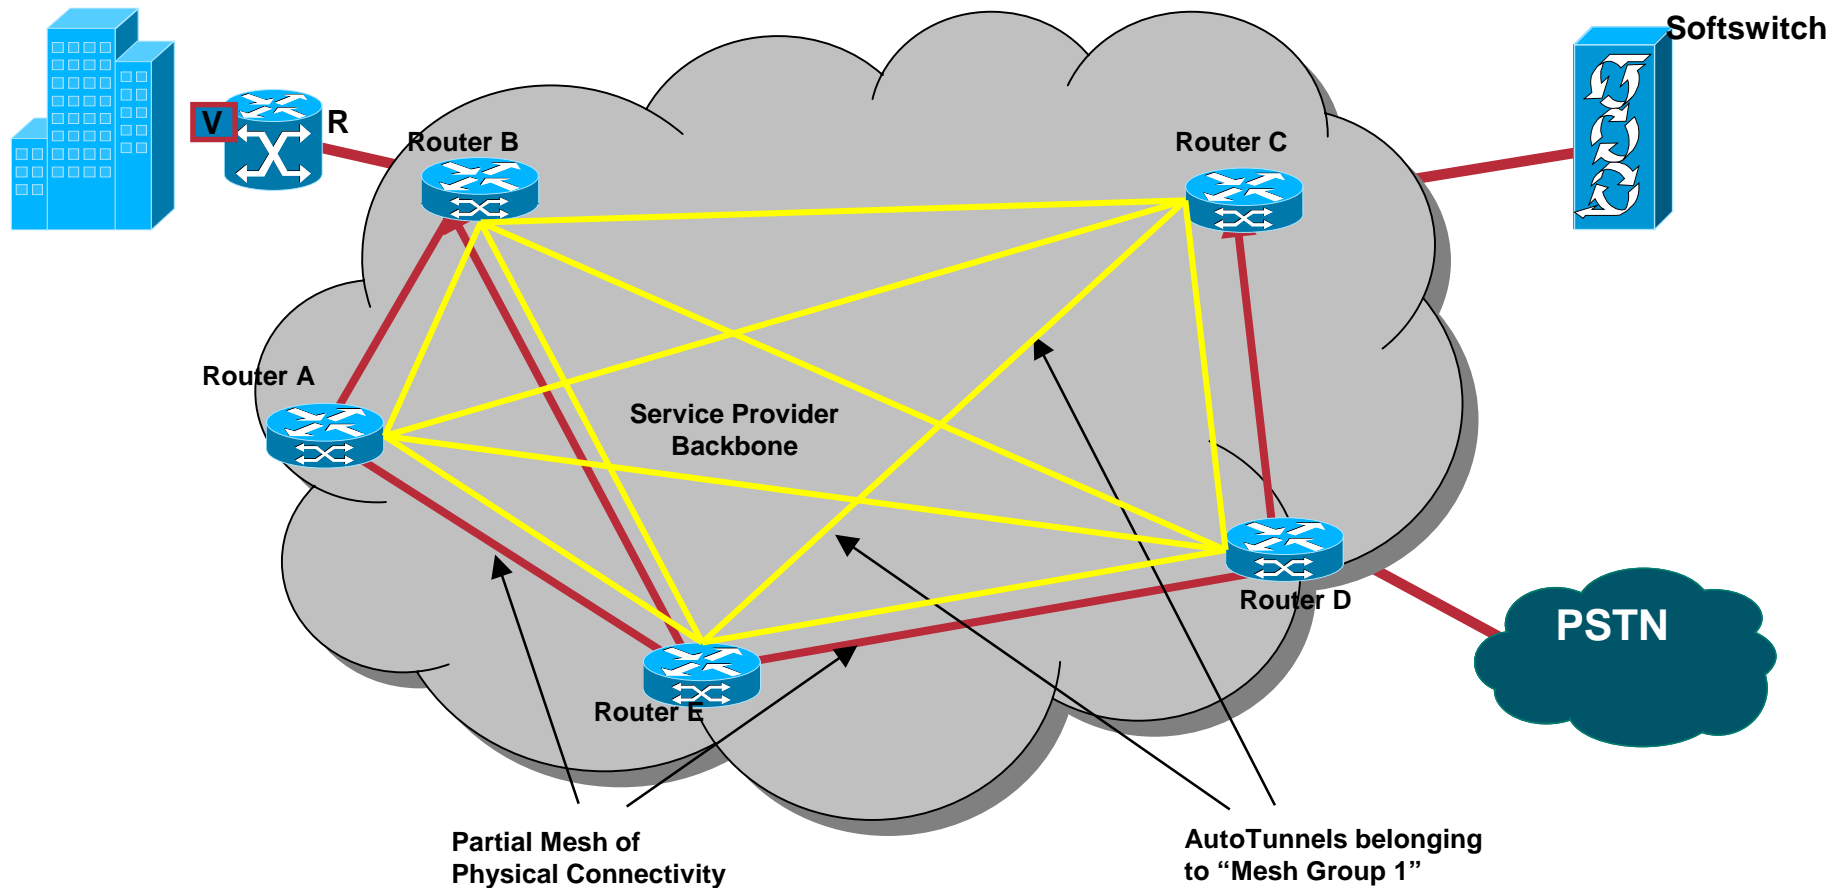 Softswitch
V
R
Router B
Router C
Router A
Service Provider
Backbone
Router D
PSTN
Router E
Partial Mesh of
Physical Connectivity
AutoTunnels belonging
to “Mesh Group 1”